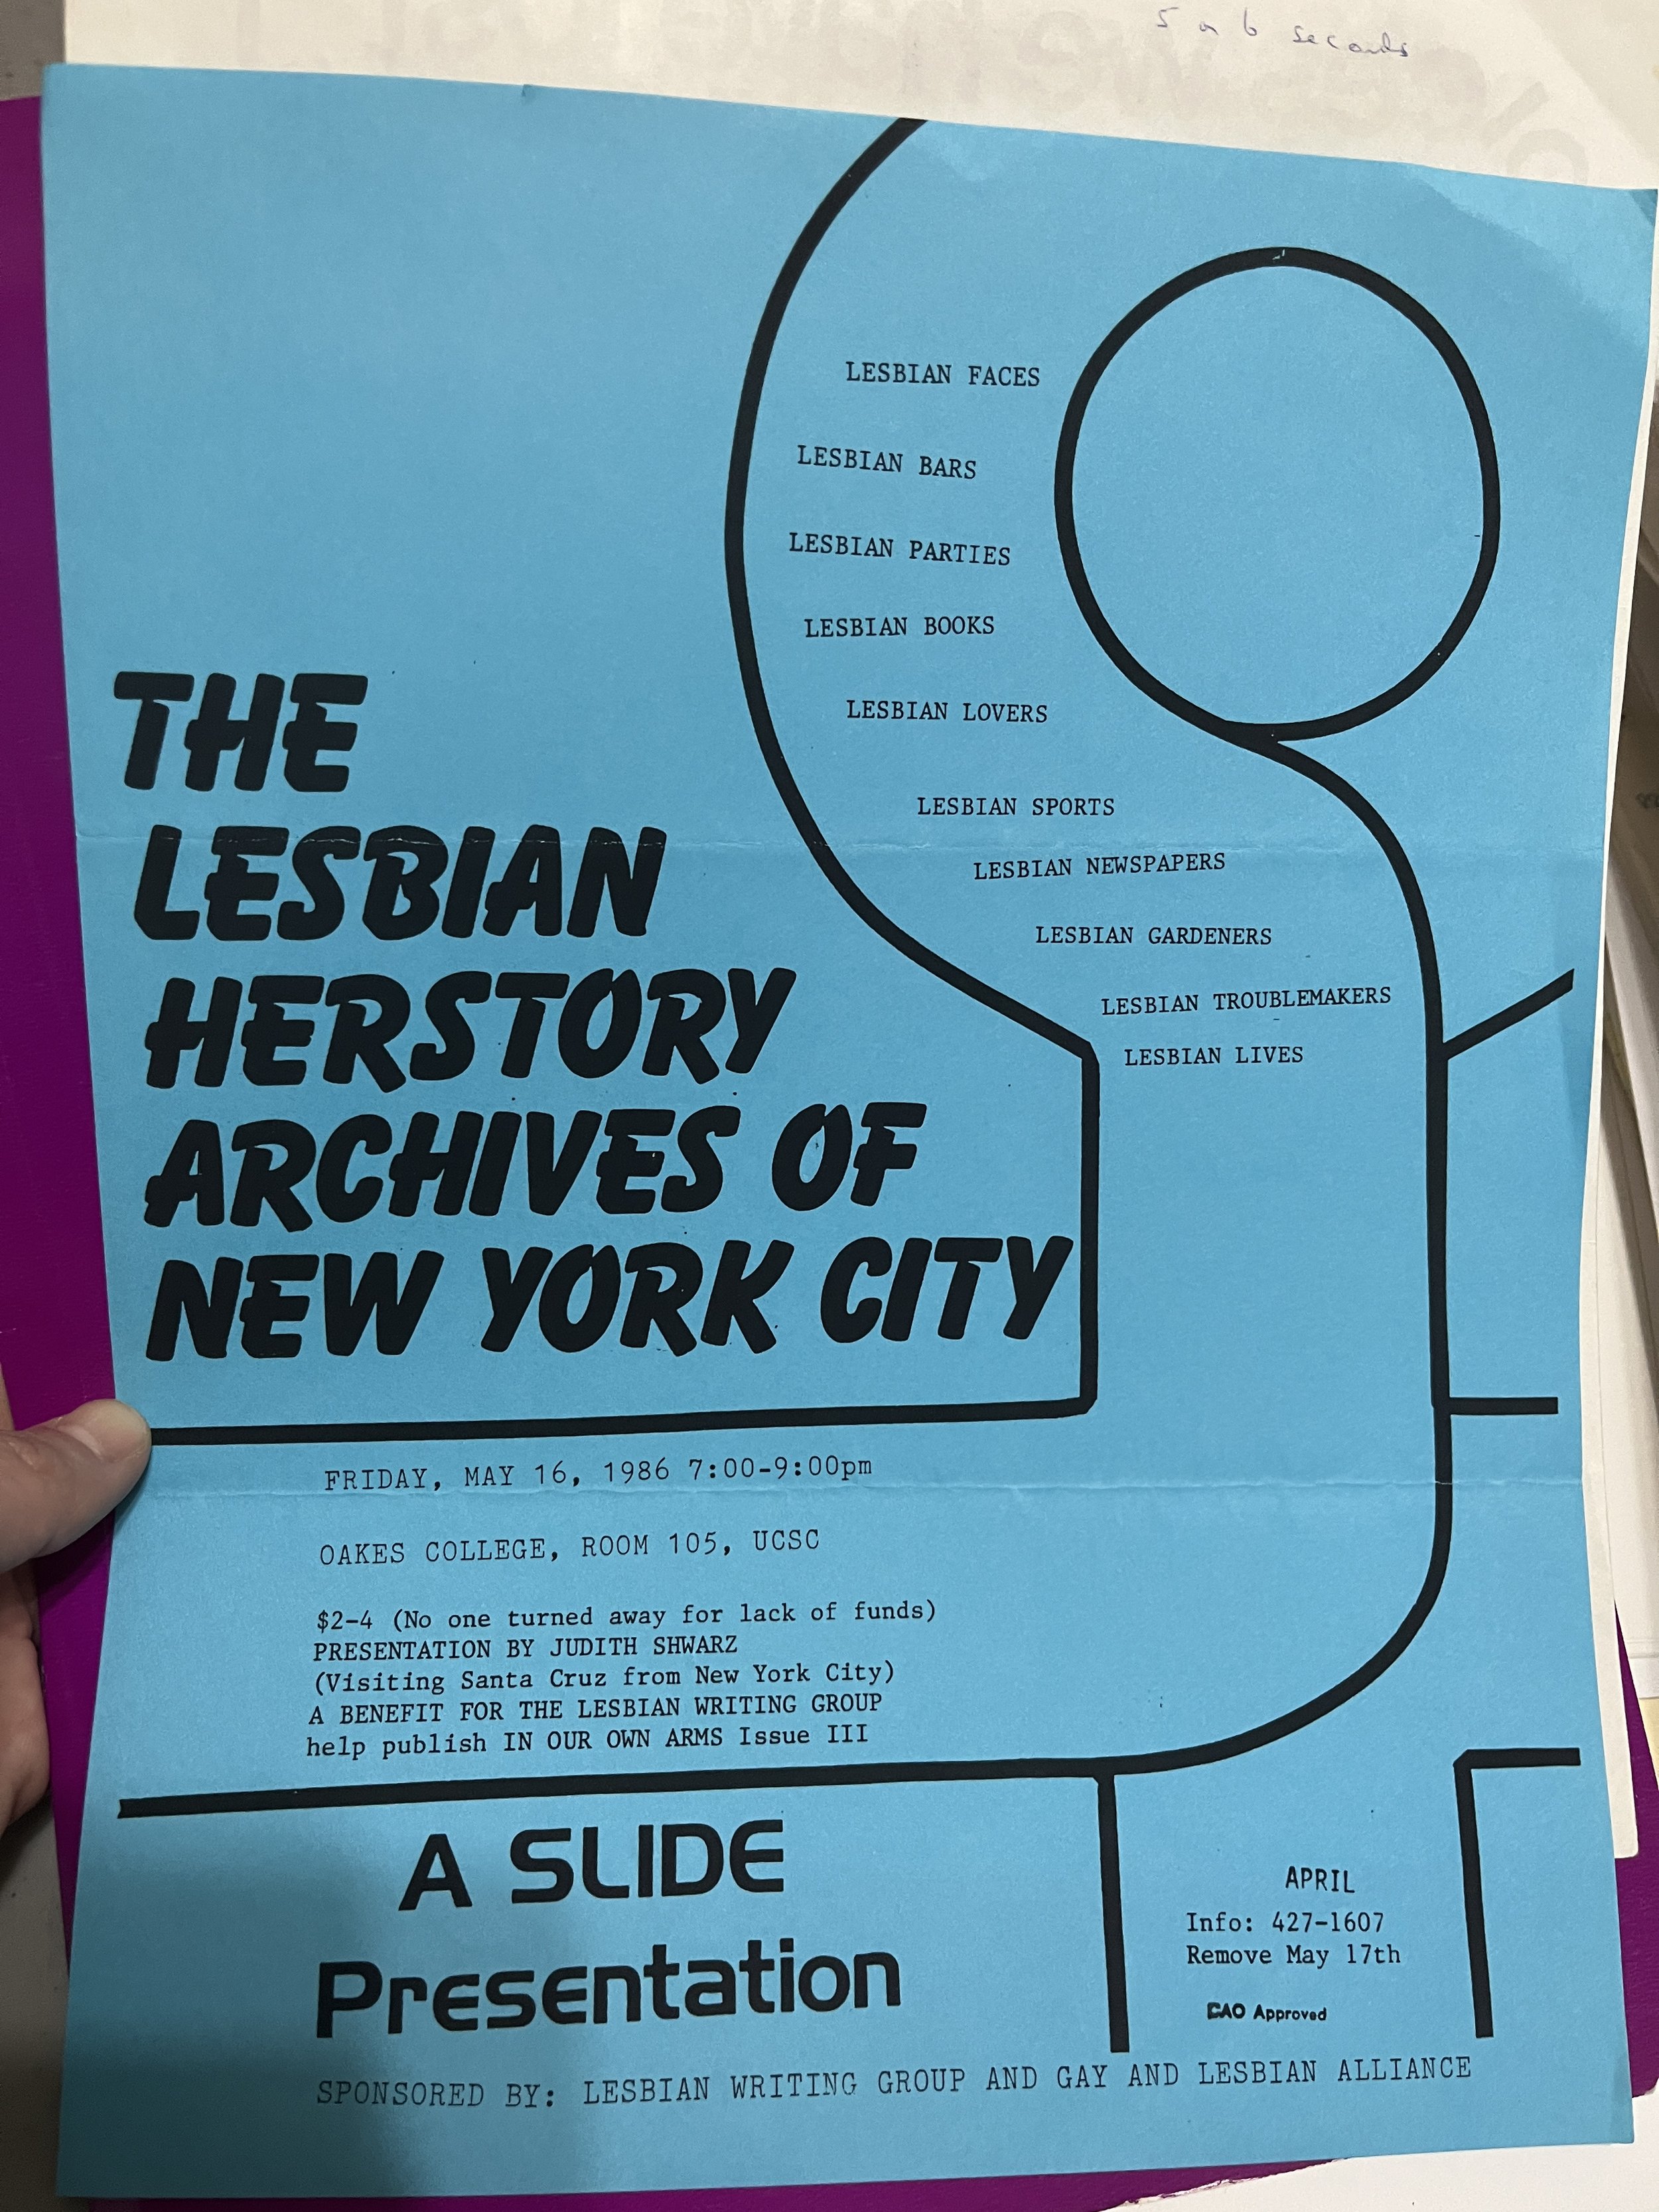 5 or 6 seconds
LESBIAN FACES
LESBIAN BARS
LESBIAN PARTIES
LESBIAN BOOKS
LESBIAN LOVERS
LESBIAN SPORTS
LESBIAN NEWSPAPERS
LESBIAN GARDENERS
LESBIAN TROUBLEMAKERS
LESBIAN LIVES
THE
LESBIAN
HERSTORY
ARCHIVES OF
NEW YORK CITY
FRIDAY, MAY 16, 1986 7:00-9:00pm
OAKES COLLEGE, ROOM 105, UCSC
$2-4 (No one turned away for lack of funds)
PRESENTATION BY JUDITH SHWARZ
(Visiting Santa Cruz from New York City)
A BENEFIT FOR THE LESBIAN WRITING GROUP
help publish IN OUR OWN ARMS Issue III
A SLIDE
Presentation
APRIL
Info: 427-1607
Remove May 17th
CAO Approved
SPONSORED BY: LESBIAN WRITING GROUP AND GAY AND LESBIAN ALLIANCE